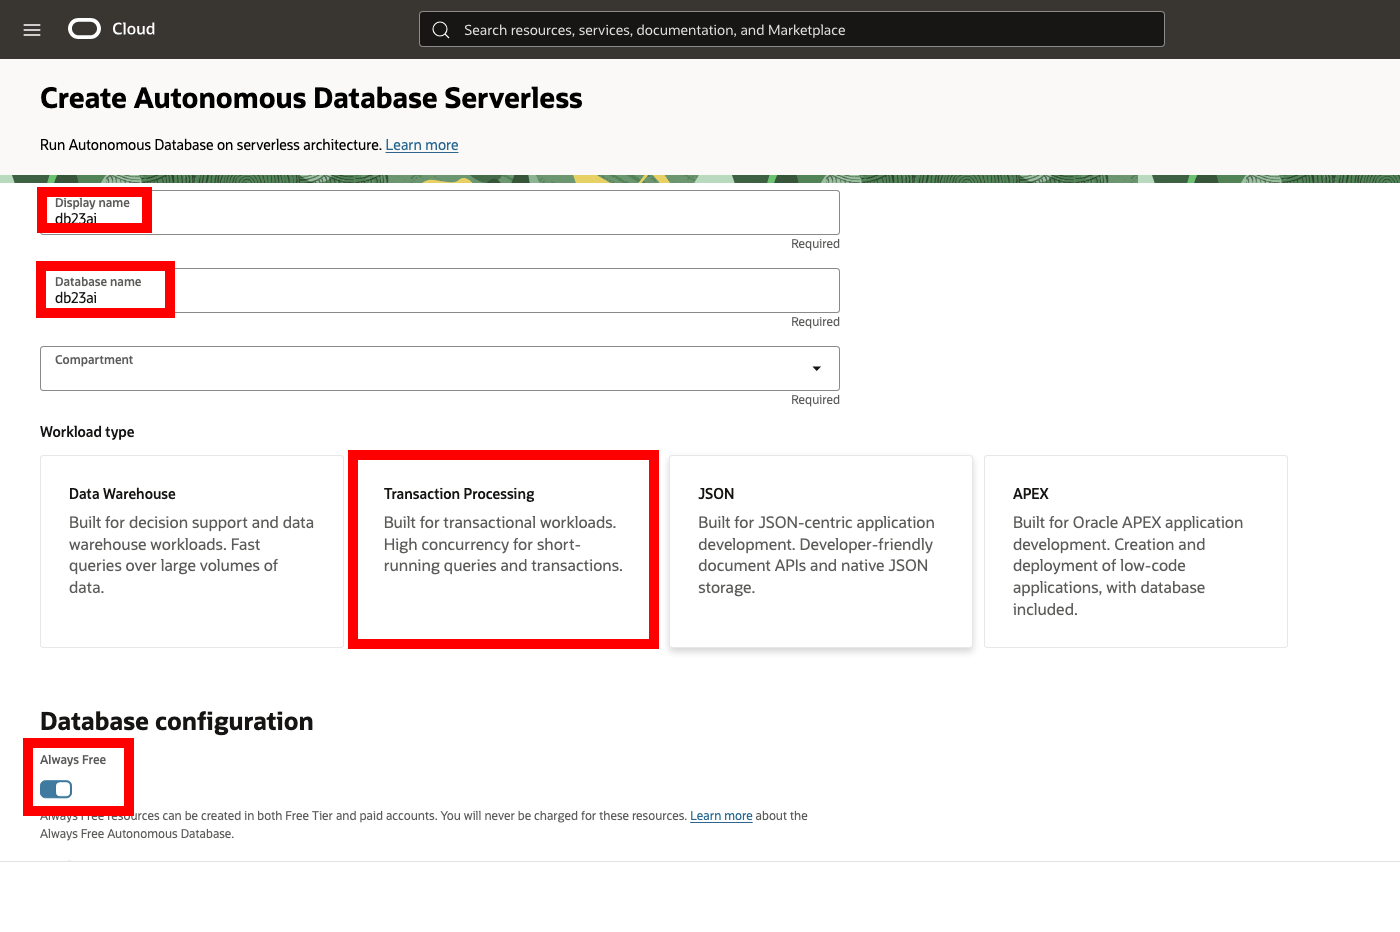 Cloud
Search resources, services, documentation, and Marketplace
Create Autonomous Database Serverless
Run Autonomous Database on serverless architecture. Learn more
Display name
db23ai
Required
Database name
db23ai
Required
Compartment
Required
Workload type
Data Warehouse
Built for decision support and data
warehouse workloads. Fast
queries over large volumes of
data.
Transaction Processing
Built for transactional workloads.
High concurrency for short-
running queries and transactions.
JSON
Built for JSON-centric application
development. Developer-friendly
document APIs and native JSON
storage.
APEX
Built for Oracle APEX application
development. Creation and
deployment of low-code
applications, with database
included.
Database configuration
Always Free
Always Free resources can be created in both Free Tier and paid accounts. You will never be charged for these resources. Learn more about the
Always Free Autonomous Database.